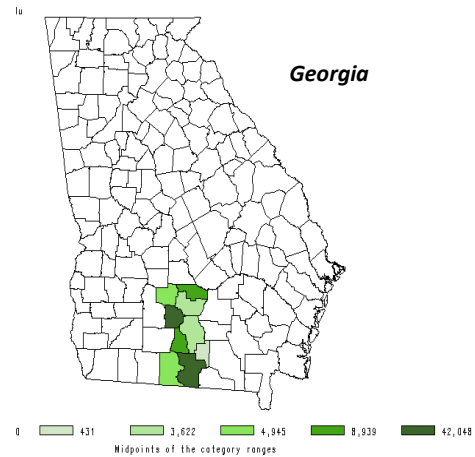 lu
Georgia
0 431 3,622 4,945 8,939 42,048
Midpoints of the category ranges